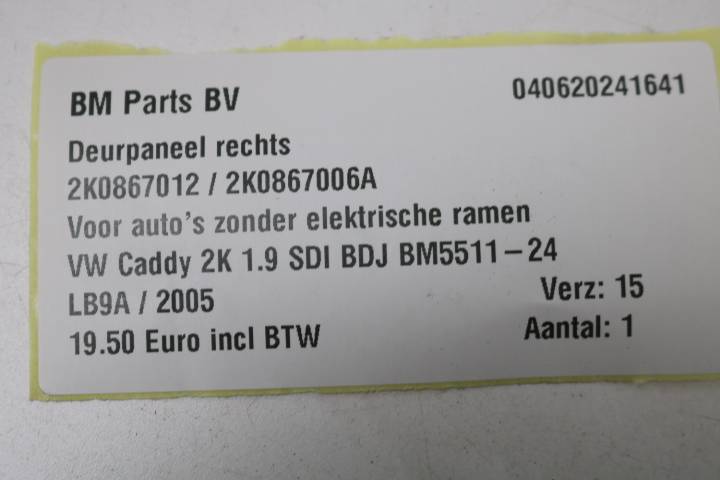 BM Parts BV 040620241641
Deurpaneel rechts
2K0867012 / 2K0867006A
Voor auto's zonder elektrische ramen
VW Caddy 2K 1.9 SDI BDJ BM5511-24
LB9A / 2005 Verz: 15
19.50 Euro incl BTW Aantal: 1